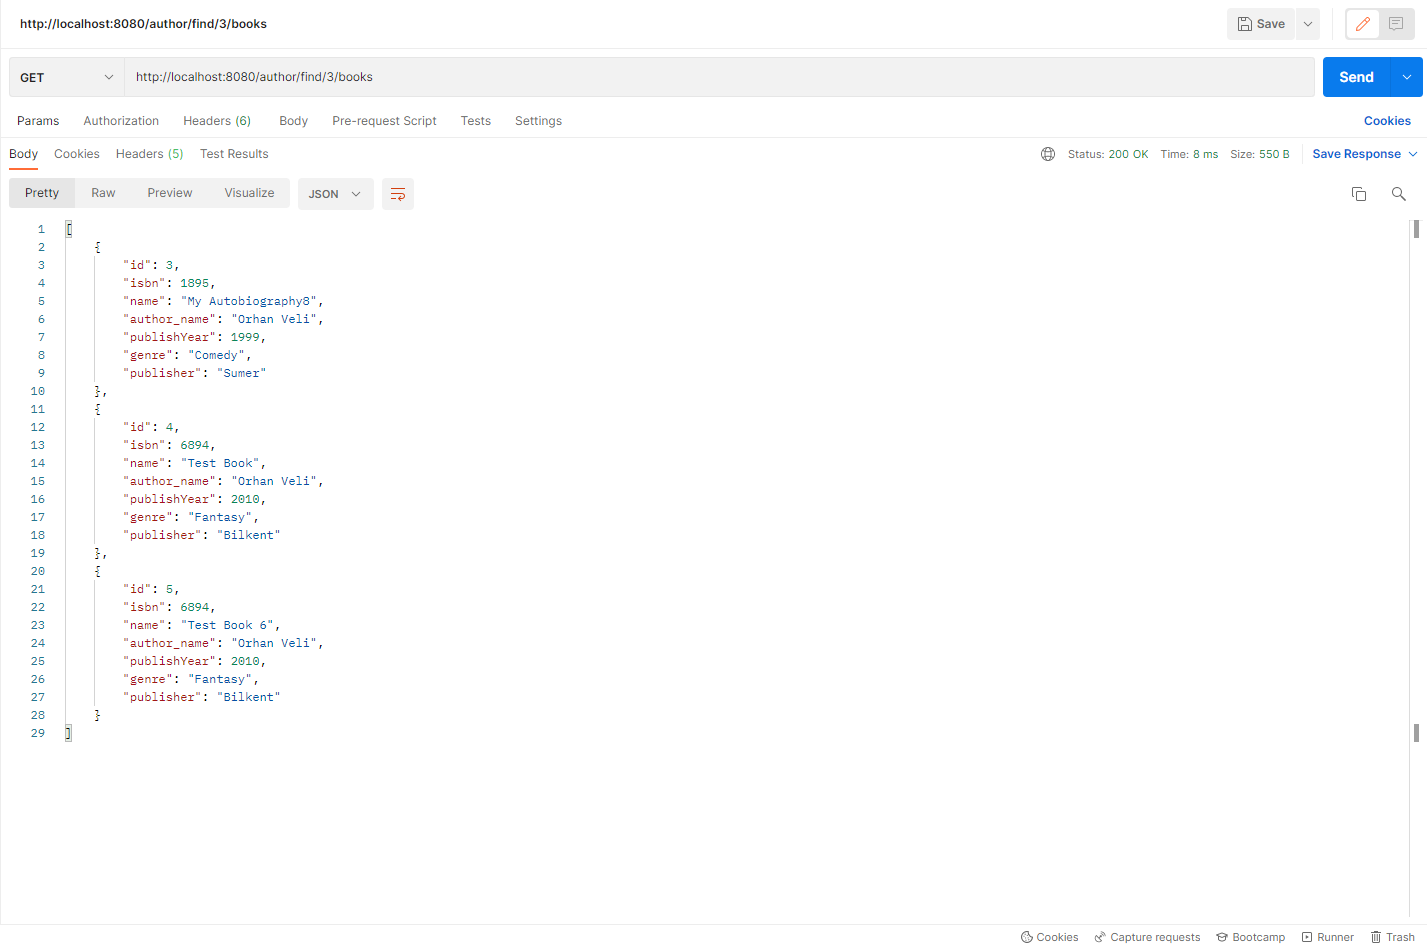 http://localhost:8080/author/find/3/books
Save
GET http://localhost:8080/author/find/3/books Send
Params Authorization Headers (6) Body Pre-request Script Tests Settings Cookies
Body Cookies Headers (5) Test Results Status: 200 OK Time: 8 ms Size: 550 B Save Response
Pretty Raw Preview Visualize JSON
1 [
2 {
3 "id": 3,
4 "isbn": 1895,
5 "name": "My Autobiography8",
6 "author_name": "Orhan Veli",
7 "publishYear": 1999,
8 "genre": "Comedy",
9 "publisher": "Sumer"
10 },
11 {
12 "id": 4,
13 "isbn": 6894,
14 "name": "Test Book",
15 "author_name": "Orhan Veli",
16 "publishYear": 2010,
17 "genre": "Fantasy",
18 "publisher": "Bilkent"
19 },
20 {
21 "id": 5,
22 "isbn": 6894,
23 "name": "Test Book 6",
24 "author_name": "Orhan Veli",
25 "publishYear": 2010,
26 "genre": "Fantasy",
27 "publisher": "Bilkent"
28 }
29 ]
Cookies Capture requests Bootcamp Runner Trash